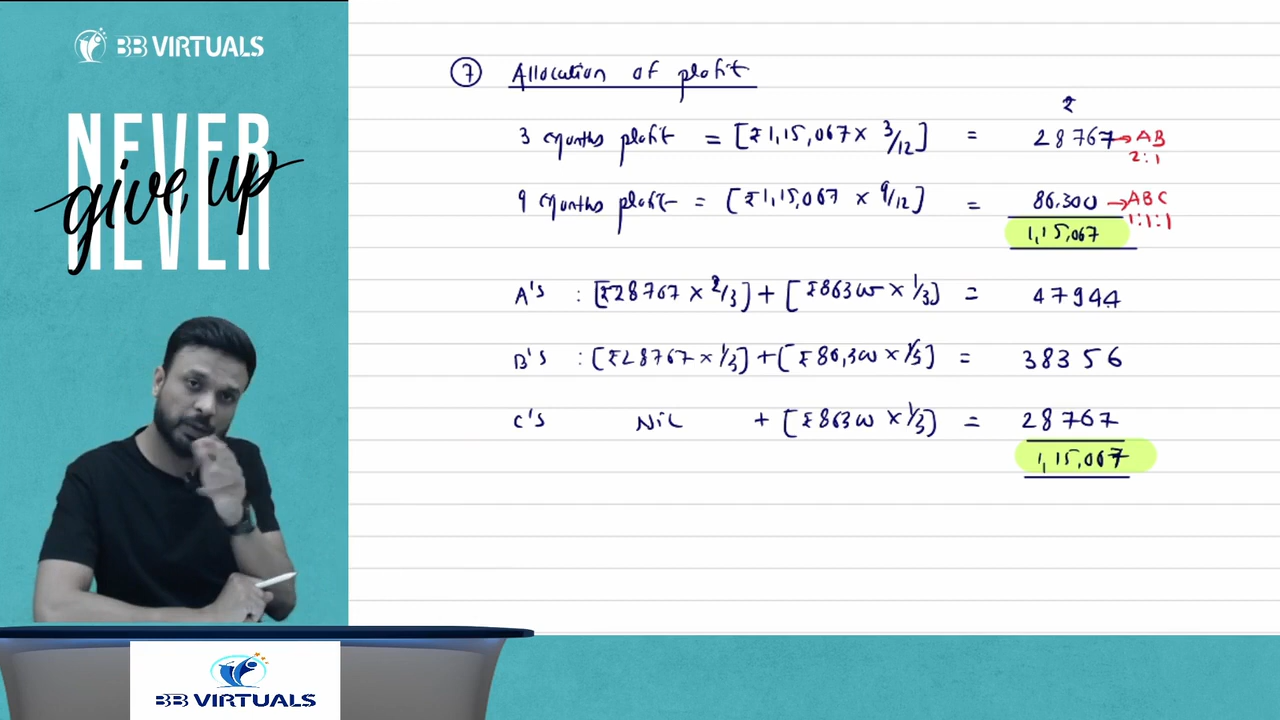 BB VIRTUALS
NEVER
give up
NEVER
⑦ Allocation of profit
₹
3 months profit = [₹1,15,067 × 3/12] = 28767 → AB
2:1
9 months profit = [₹1,15,067 × 9/12] = 86,300 → ABC
1:1:1
1,15,067
A's : [₹28767 × 2/3] + [₹86300 × 1/3] = 47944
B's : [₹28767 × 1/3] + [₹86,300 × 1/3] = 38356
C's Nil + [₹86300 × 1/3] = 28767
1,15,067
BB VIRTUALS